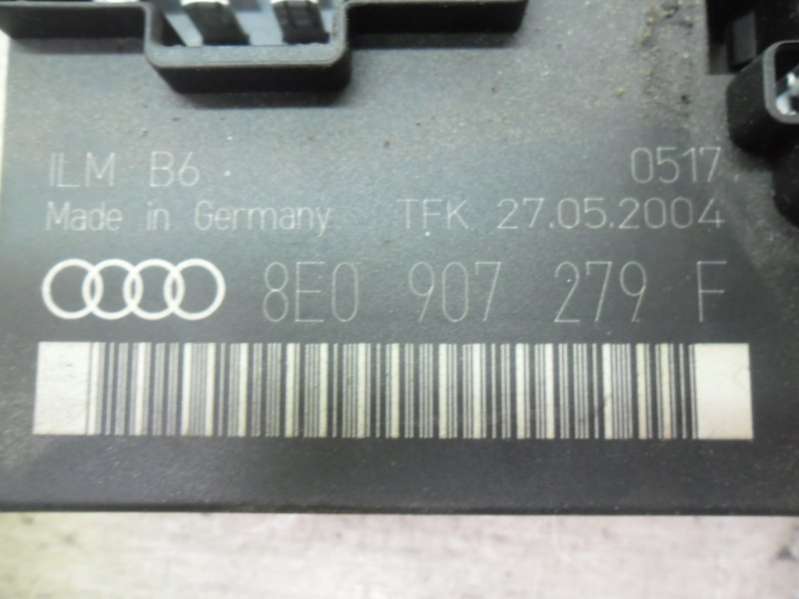 ILM B6 0517
Made in Germany TFK 27.05.2004
8E0 907 279 F